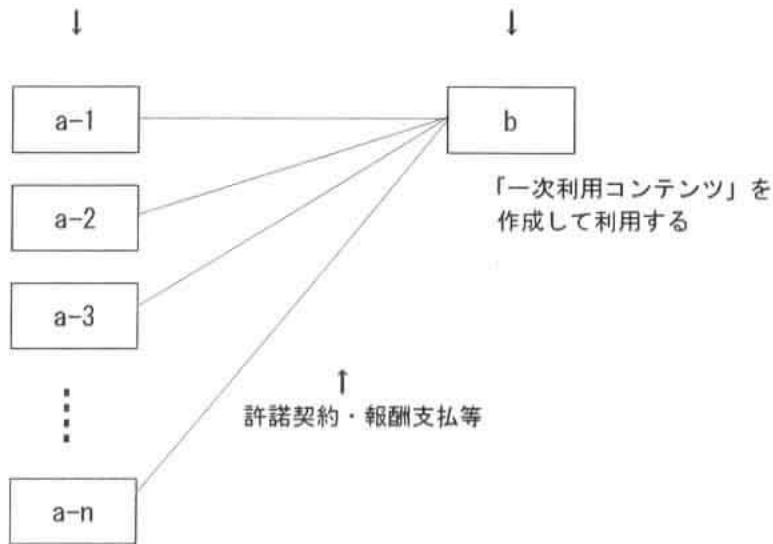 ↓ ↓
a-1 b
「一次利用コンテンツ」を
作成して利用する
a-2
a-3
↑
許諾契約・報酬支払等
a-n